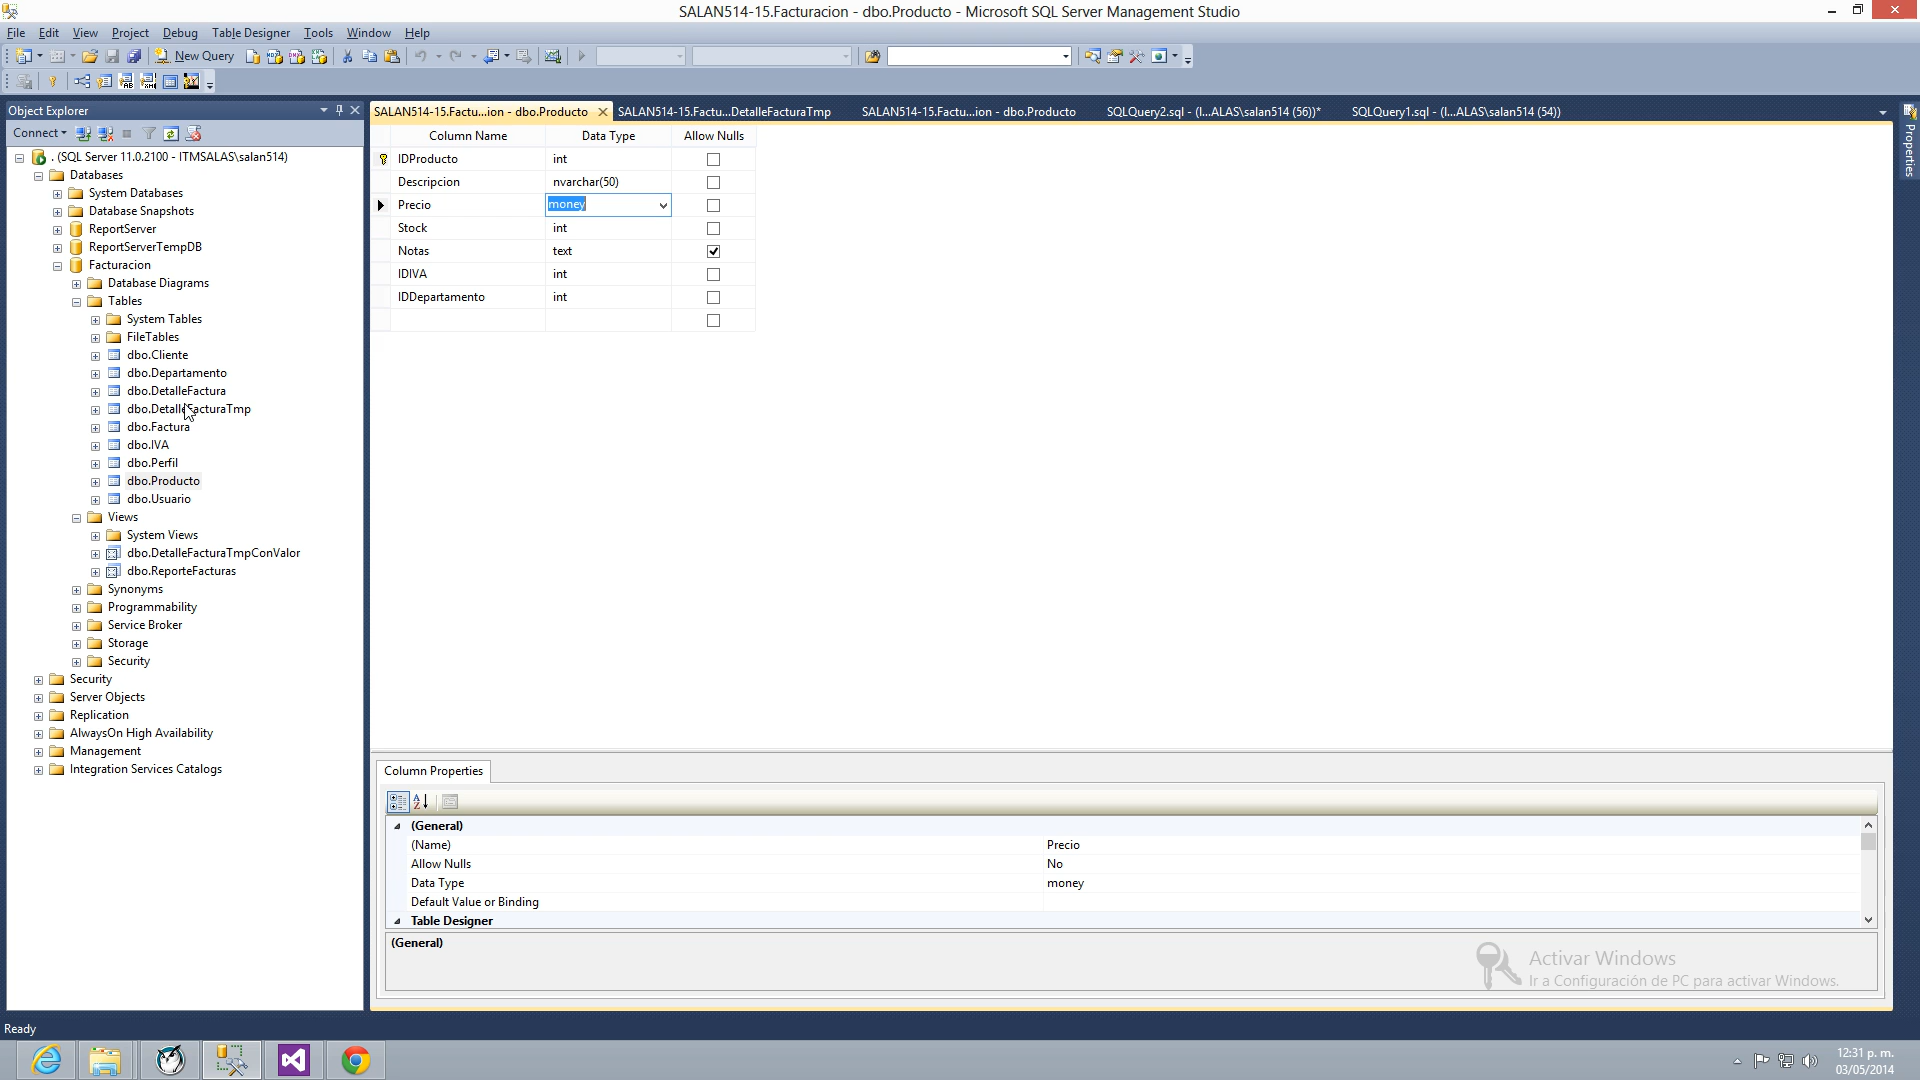 SALAN514-15.Facturacion - dbo.Producto - Microsoft SQL Server Management Studio
File Edit View Project Debug Table Designer Tools Window Help
New Query
Object Explorer
Connect
. (SQL Server 11.0.2100 - ITMSALAS\salan514)
Databases
System Databases
Database Snapshots
ReportServer
ReportServerTempDB
Facturacion
Database Diagrams
Tables
System Tables
FileTables
dbo.Cliente
dbo.Departamento
dbo.DetalleFactura
dbo.DetalleFacturaTmp
dbo.Factura
dbo.IVA
dbo.Perfil
dbo.Producto
dbo.Usuario
Views
System Views
dbo.DetalleFacturaTmpConValor
dbo.ReporteFacturas
Synonyms
Programmability
Service Broker
Storage
Security
Security
Server Objects
Replication
AlwaysOn High Availability
Management
Integration Services Catalogs
SALAN514-15.Factu...ion - dbo.Producto SALAN514-15.Factu...DetalleFacturaTmp SALAN514-15.Factu...ion - dbo.Producto SQLQuery2.sql - (l...ALAS\salan514 (56))* SQLQuery1.sql - (l...ALAS\salan514 (54))
Column Name Data Type Allow Nulls
IDProducto int
Descripcion nvarchar(50)
Precio money
Stock int
Notas text
IDIVA int
IDDepartamento int
Properties
Column Properties
(General)
(Name) Precio
Allow Nulls No
Data Type money
Default Value or Binding
Table Designer
(General)
Activar Windows
Ir a Configuración de PC para activar Windows.
Ready
12:31 p. m.
03/05/2014